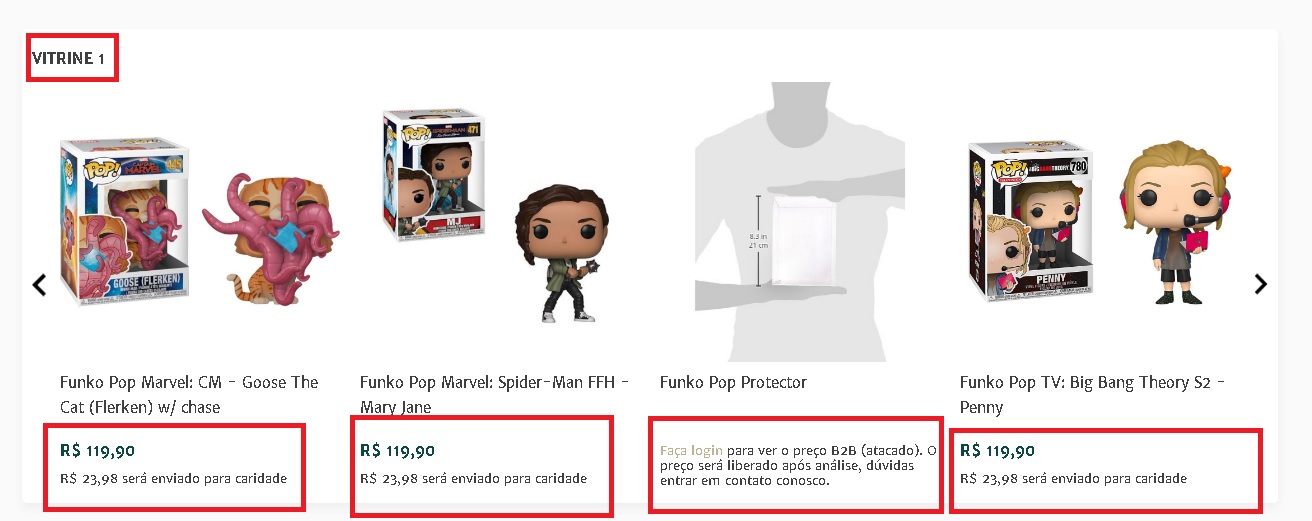 VITRINE 1
POP!
CAPTAIN MARVEL
445
GOOSE (FLERKEN)
POP!
SPIDER-MAN
471
MJ
8.3 in
21 cm
POP!
THE BIG BANG THEORY
780
PENNY
Funko Pop Marvel: CM - Goose The
Cat (Flerken) w/ chase
R$ 119,90
R$ 23,98 será enviado para caridade
Funko Pop Marvel: Spider-Man FFH -
Mary Jane
R$ 119,90
R$ 23,98 será enviado para caridade
Funko Pop Protector
Faça login para ver o preço B2B (atacado). O
preço será liberado após análise, dúvidas
entrar em contato conosco.
Funko Pop TV: Big Bang Theory S2 -
Penny
R$ 119,90
R$ 23,98 será enviado para caridade